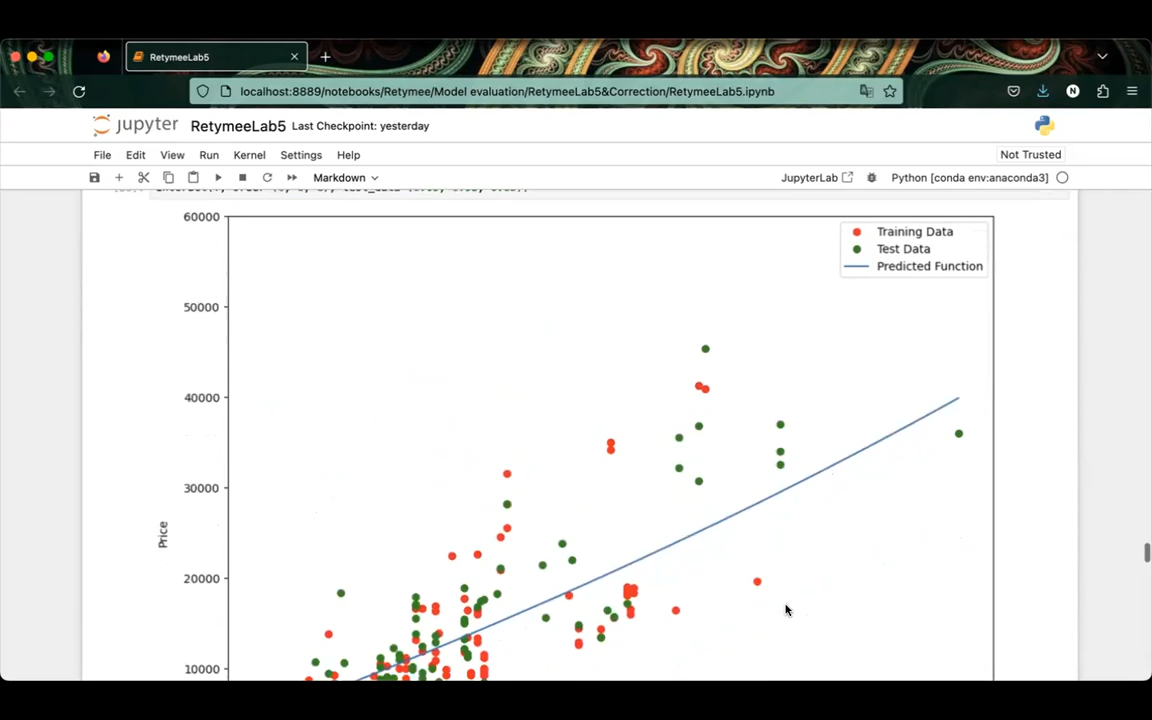 RetymeeLab5
localhost:8889/notebooks/Retymee/Model evaluation/RetymeeLab5&Correction/RetymeeLab5.ipynb
N
jupyter RetymeeLab5 Last Checkpoint: yesterday
File Edit View Run Kernel Settings Help
Not Trusted
Markdown
JupyterLab
Python [conda env:anaconda3]
60000
Training Data
Test Data
Predicted Function
50000
40000
30000
Price
20000
10000